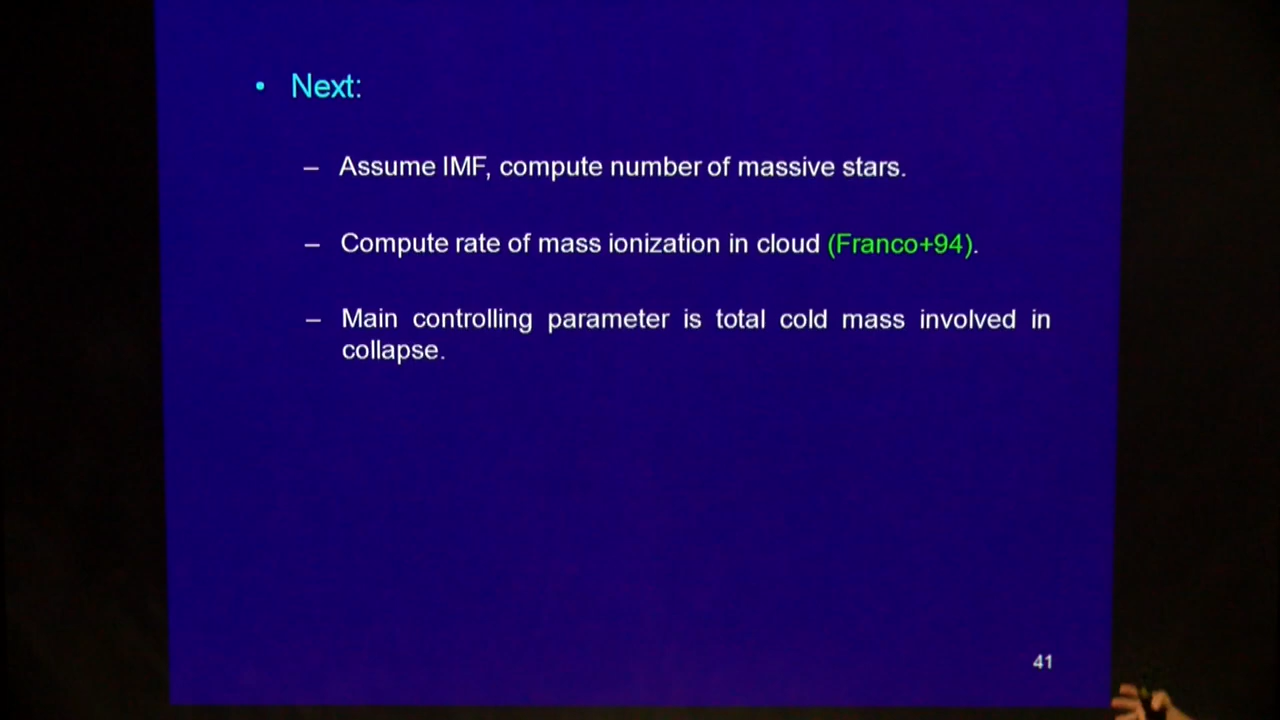 • Next:
– Assume IMF, compute number of massive stars.
– Compute rate of mass ionization in cloud (Franco+94).
– Main controlling parameter is total cold mass involved in
collapse.
41